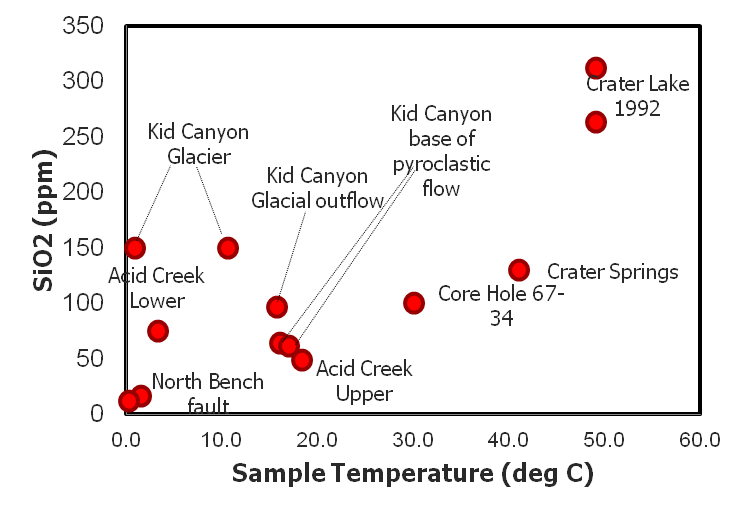 350
300
250
200
150
100
50
0
SiO2 (ppm)
Kid Canyon
Glacier
Kid Canyon
Glacial outflow
Kid Canyon
base of
pyroclastic
flow
Crater Lake
1992
Acid Creek
Lower
Crater Springs
Core Hole 67-
34
Acid Creek
Upper
North Bench
fault
0.0 10.0 20.0 30.0 40.0 50.0 60.0
Sample Temperature (deg C)